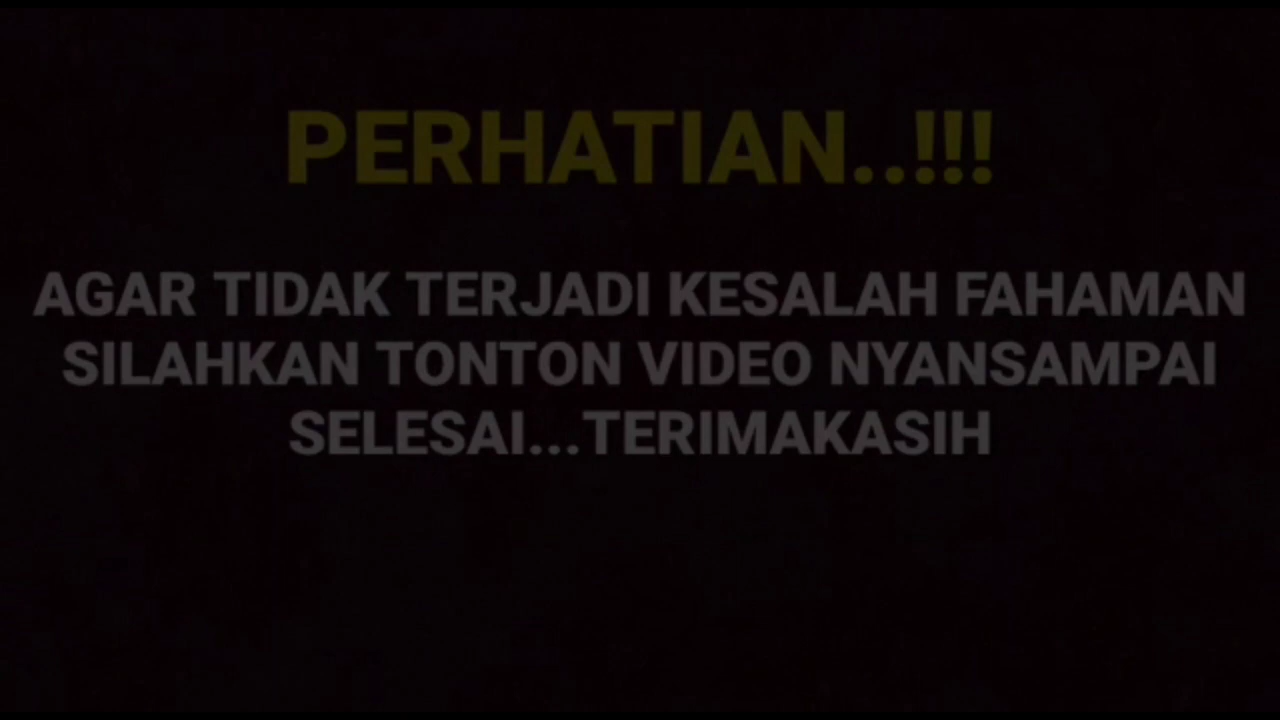 PERHATIAN..!!!
AGAR TIDAK TERJADI KESALAH FAHAMAN
SILAHKAN TONTON VIDEO NYANSAMPAI
SELESAI...TERIMAKASIH